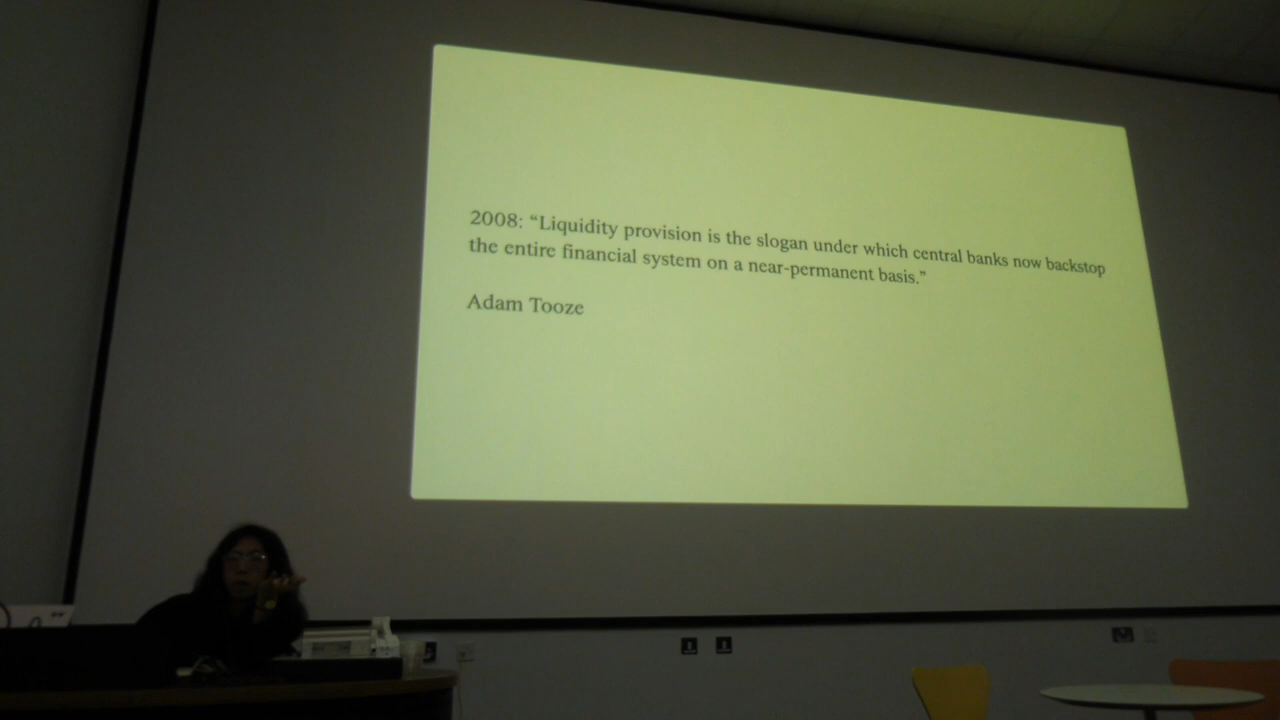 2008: “Liquidity provision is the slogan under which central banks now backstop
the entire financial system on a near-permanent basis.”
Adam Tooze